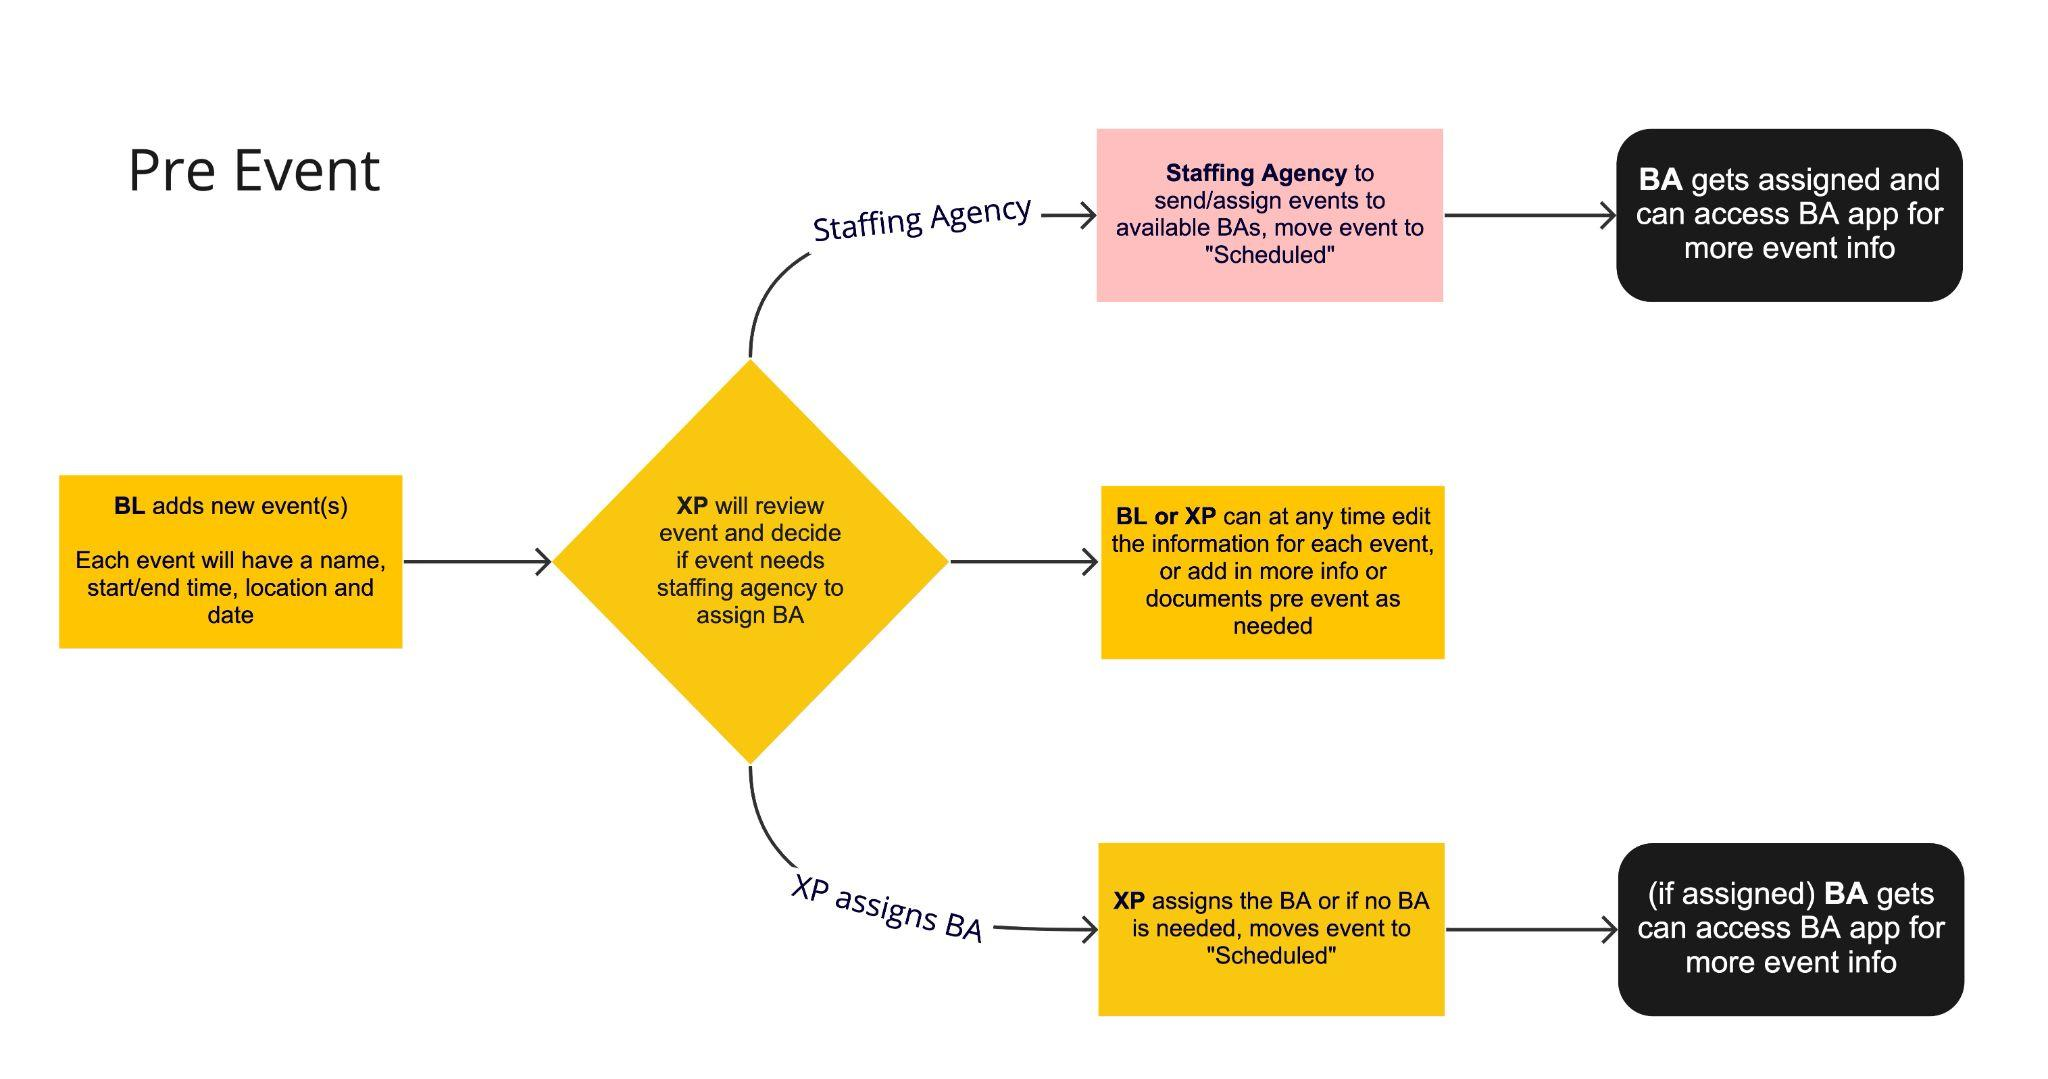 Pre Event
BL adds new event(s)
Each event will have a name,
start/end time, location and
date
XP will review
event and decide
if event needs
staffing agency to
assign BA
Staffing Agency
Staffing Agency to
send/assign events to
available BAs, move event to
"Scheduled"
BA gets assigned and
can access BA app for
more event info
BL or XP can at any time edit
the information for each event,
or add in more info or
documents pre event as
needed
XP assigns BA
XP assigns the BA or if no BA
is needed, moves event to
"Scheduled"
(if assigned) BA gets
can access BA app for
more event info